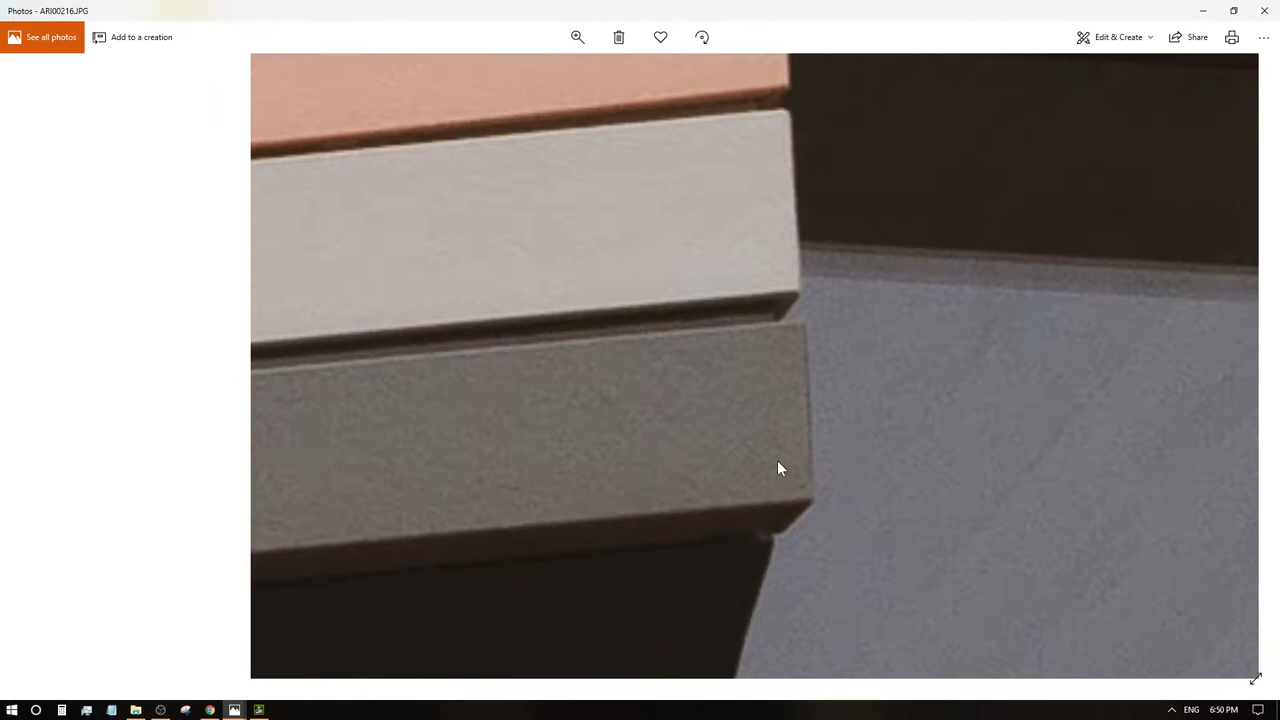 Photos - ARI00216.JPG
See all photos
Add to a creation
Edit & Create
Share
ENG
6:50 PM